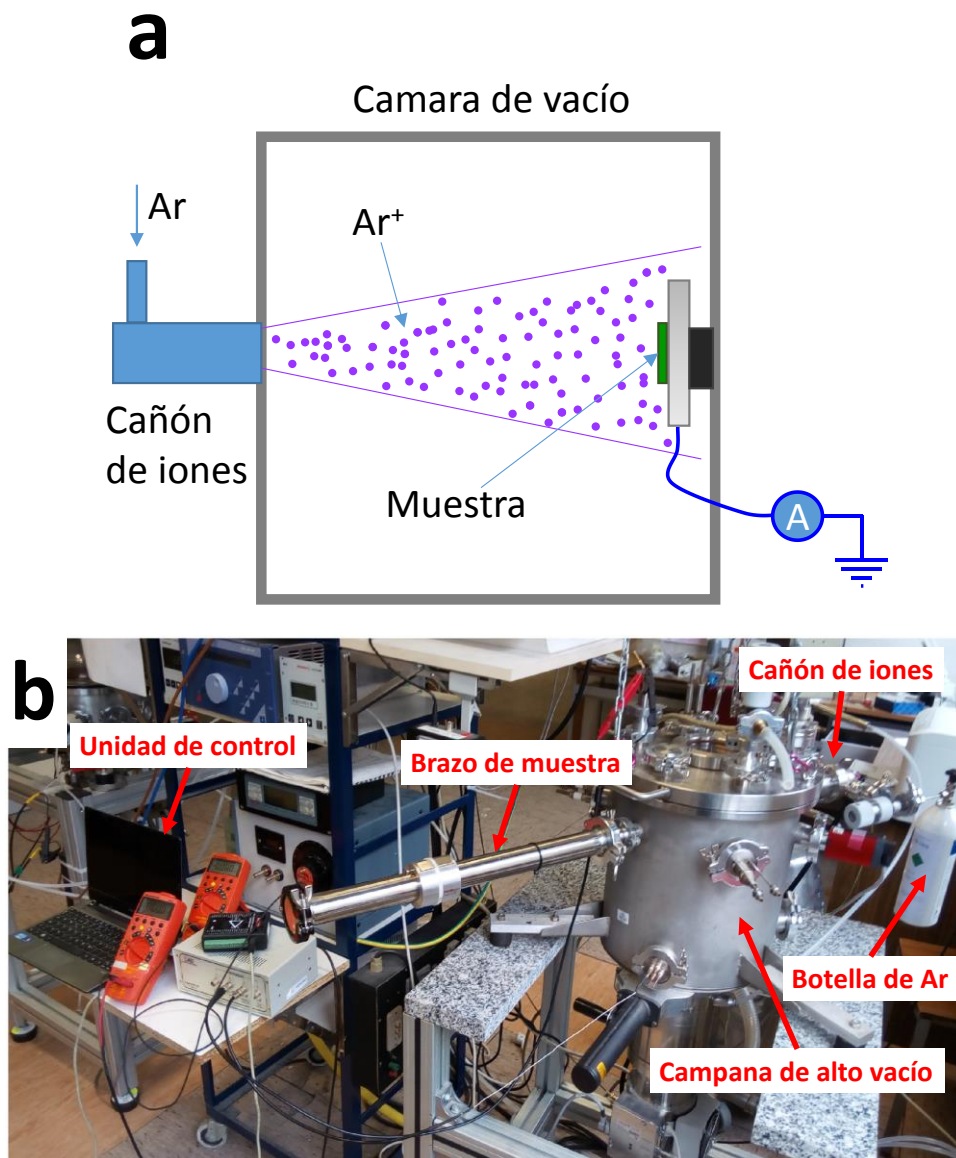 a
Camara de vacío
Ar
Ar⁺
Cañón
de iones
Muestra
A
b
Cañón de iones
Unidad de control
Brazo de muestra
Botella de Ar
Campana de alto vacío